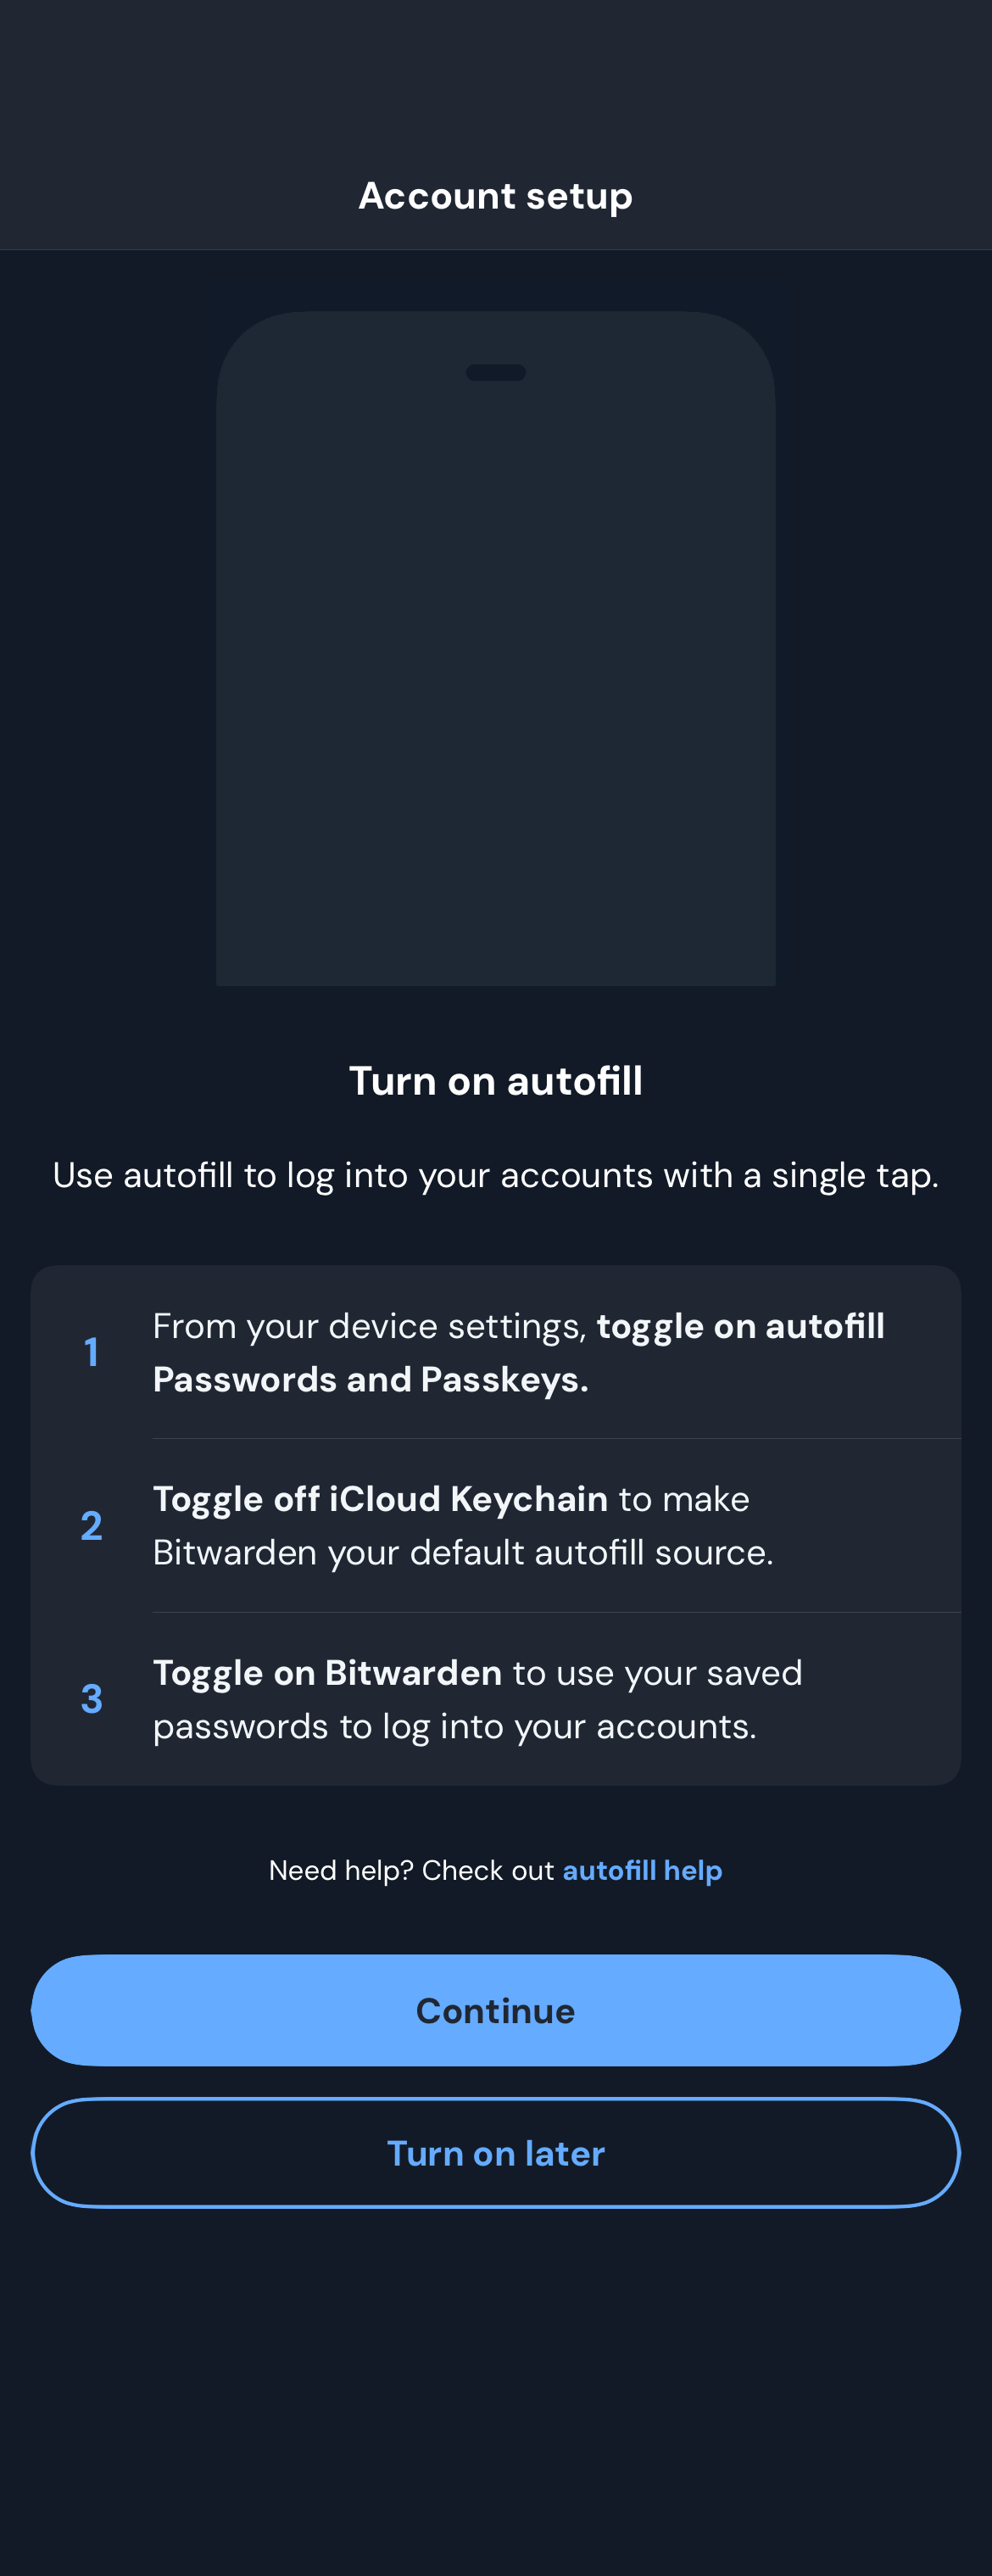 Account setup
Turn on autofill
Use autofill to log into your accounts with a single tap.
1
From your device settings, toggle on autofill
Passwords and Passkeys.
2
Toggle off iCloud Keychain to make
Bitwarden your default autofill source.
3
Toggle on Bitwarden to use your saved
passwords to log into your accounts.
Need help? Check out autofill help
Continue
Turn on later